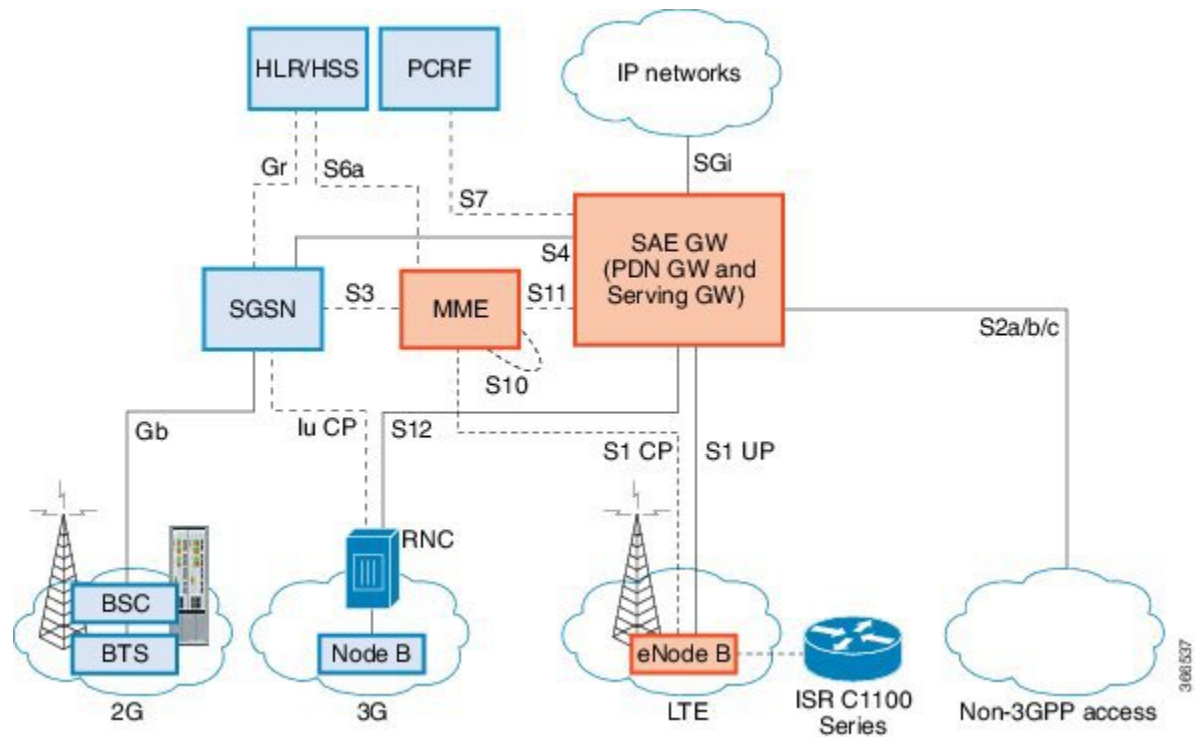 HLR/HSS
PCRF
IP networks
Gr
S6a
SGi
S7
S4
SAE GW
(PDN GW and
Serving GW)
SGSN
S3
MME
S11
S2a/b/c
S10
Gb
Iu CP
S12
S1 CP
S1 UP
RNC
BSC
BTS
Node B
eNode B
2G
3G
LTE
ISR C1100
Series
Non-3GPP access
366537